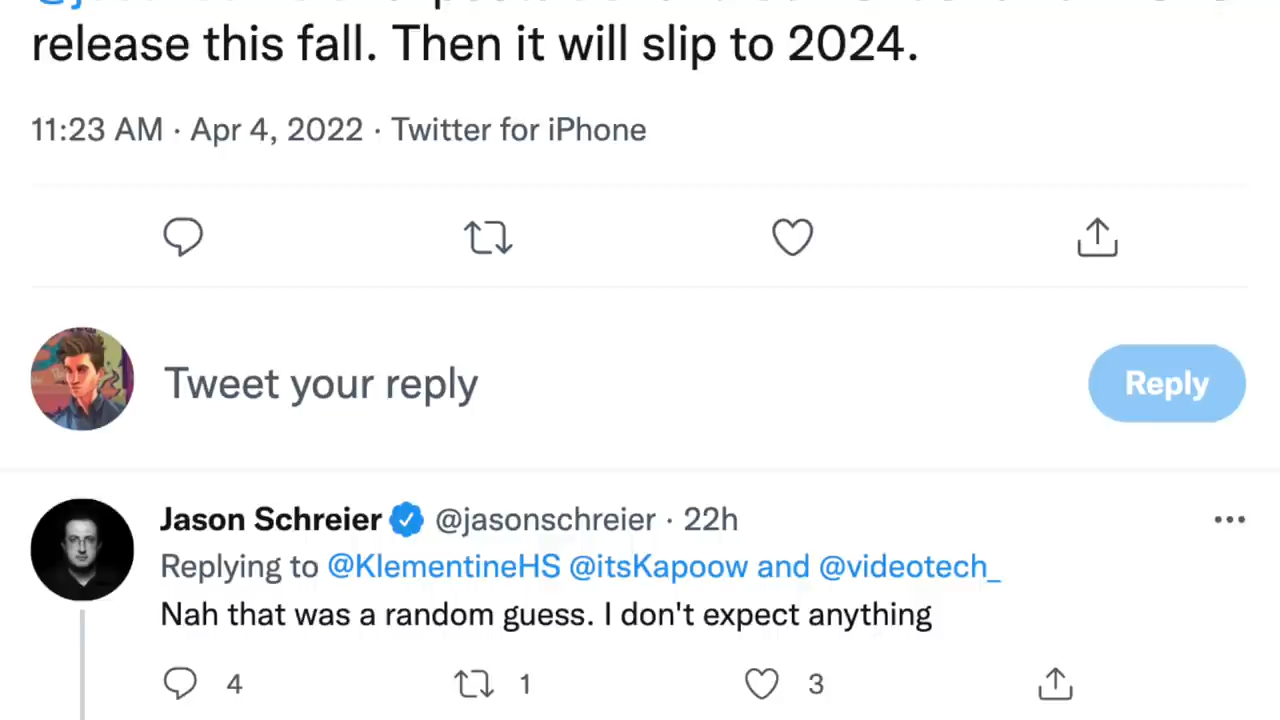 release this fall. Then it will slip to 2024.
11:23 AM · Apr 4, 2022 · Twitter for iPhone
Tweet your reply
Reply
Jason Schreier @jasonschreier · 22h
Replying to @KlementineHS @itsKapoow and @videotech_
Nah that was a random guess. I don't expect anything
4 1 3